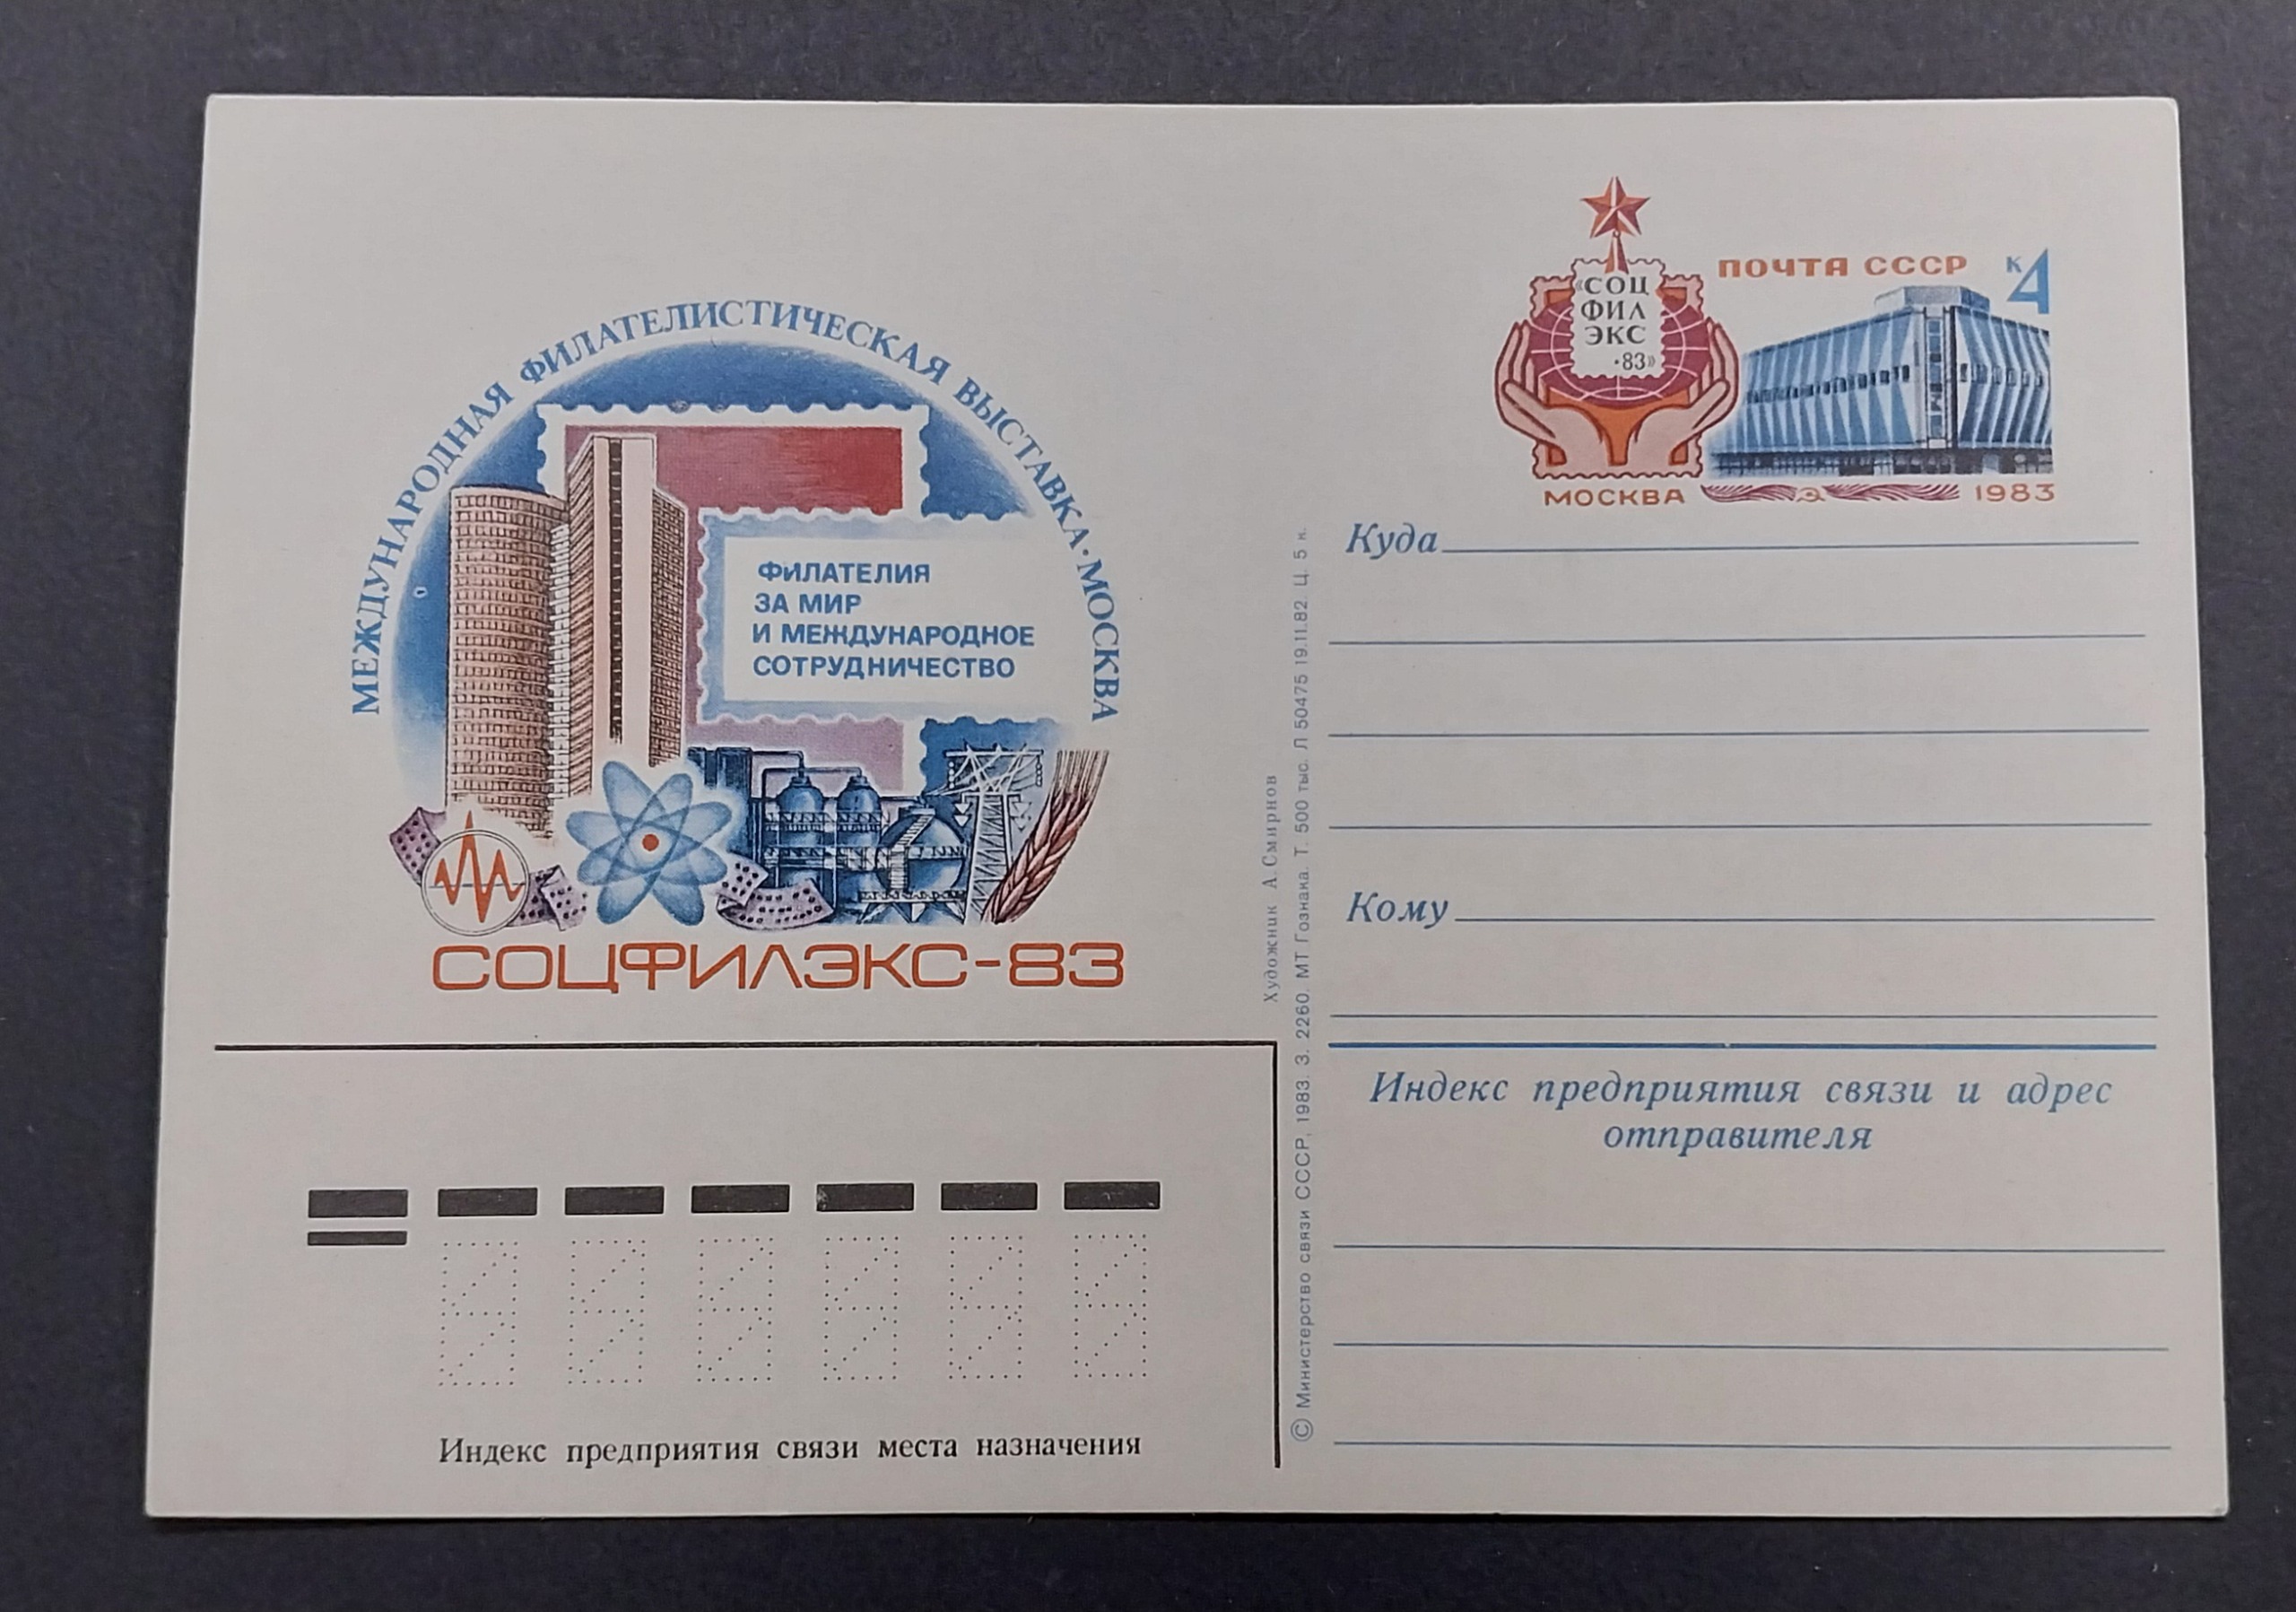 МЕЖДУНАРОДНАЯ ФИЛАТЕЛИСТИЧЕСКАЯ ВЫСТАВКА·МОСКВА
ФИЛАТЕЛИЯ
ЗА МИР
И МЕЖДУНАРОДНОЕ
СОТРУДНИЧЕСТВО
СОЦФИЛЭКС-83
Индекс предприятия связи места назначения
Художник А. Смирнов
© Министерство связи СССР, 1983. З. 2260. МТ Гознака. Т. 500 тыс. Л 50475 19.11.82. Ц. 5 к.
«СОЦ
ФИЛ
ЭКС
·83»
МОСКВА
ПОЧТА СССР
к4
1983
Куда
Кому
Индекс предприятия связи и адрес
отправителя